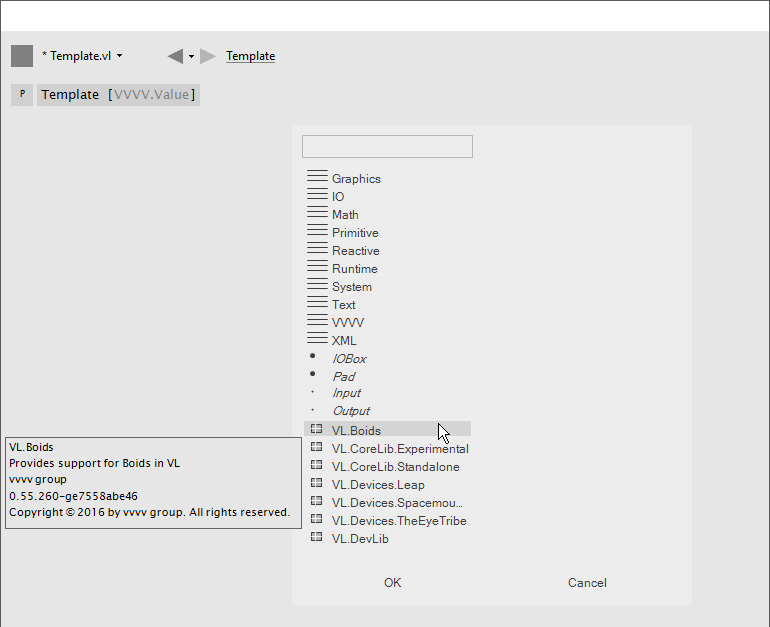 * Template.vl
Template
P
Template [VVVV.Value]
Graphics
IO
Math
Primitive
Reactive
Runtime
System
Text
VVVV
XML
IOBox
Pad
Input
Output
VL.Boids
VL.CoreLib.Experimental
VL.CoreLib.Standalone
VL.Devices.Leap
VL.Devices.Spacemou...
VL.Devices.TheEyeTribe
VL.DevLib
VL.Boids
Provides support for Boids in VL
vvvv group
0.55.260-ge7558abe46
Copyright © 2016 by vvvv group. All rights reserved.
OK
Cancel